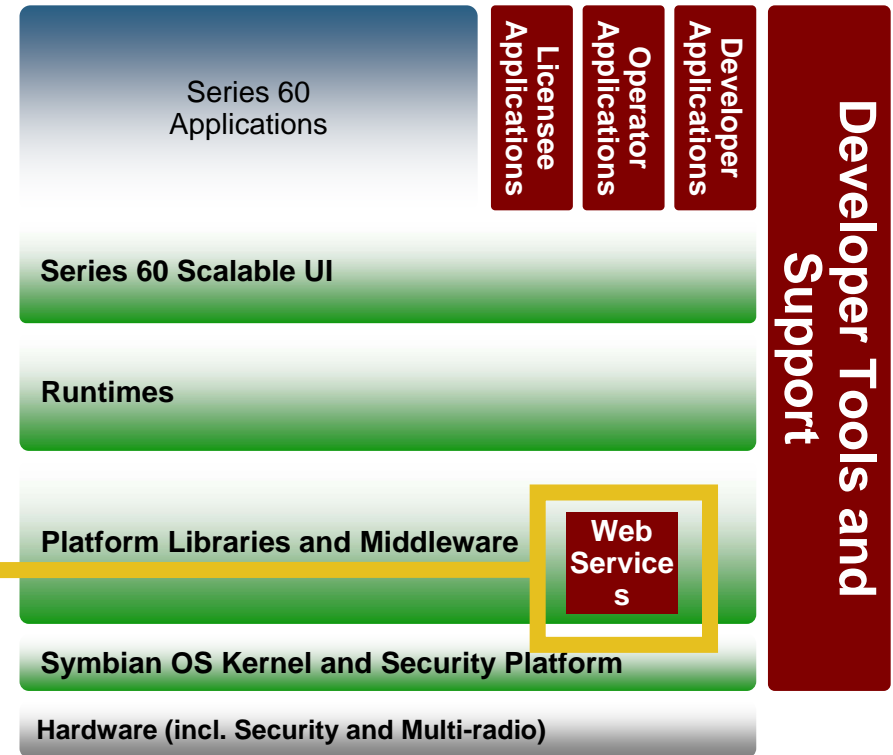 Series 60
Applications
Licensee
Applications
Operator
Applications
Developer
Applications
Developer Tools and
Support
Series 60 Scalable UI
Runtimes
Platform Libraries and Middleware
Web
Service
s
Symbian OS Kernel and Security Platform
Hardware (incl. Security and Multi-radio)